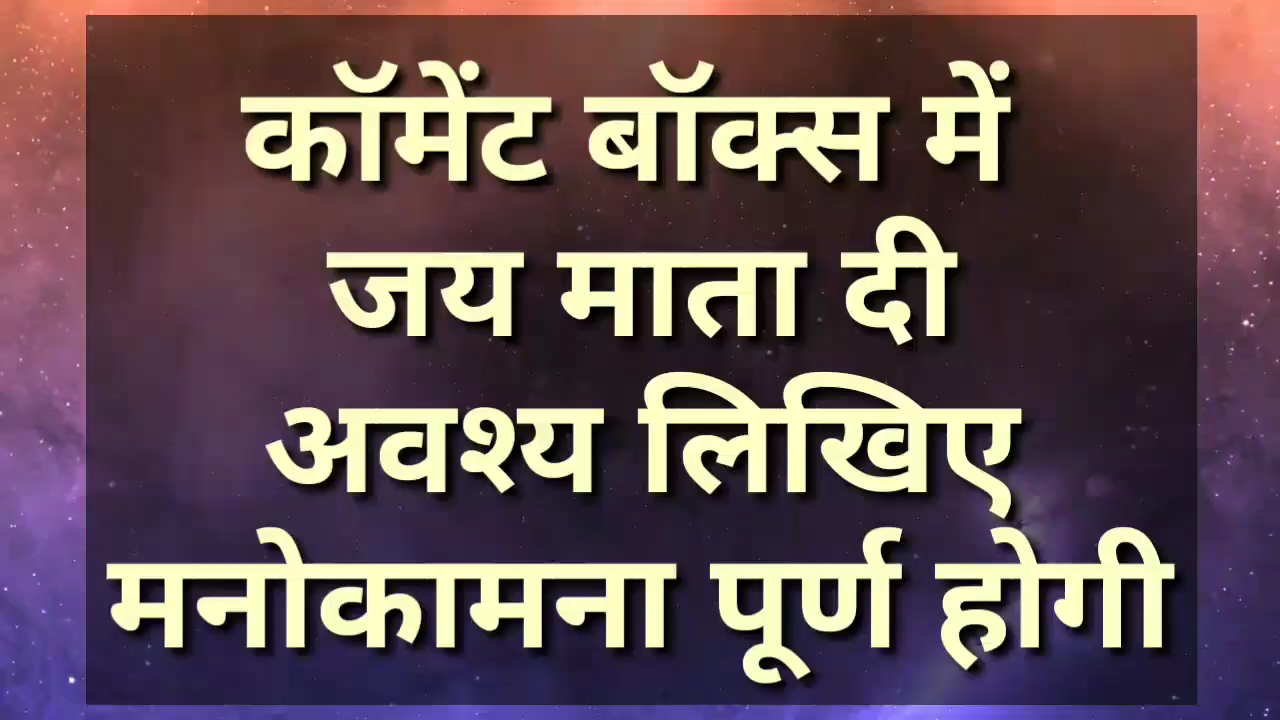 कॉमेंट बॉक्स में
जय माता दी
अवश्य लिखिए
मनोकामना पूर्ण होगी